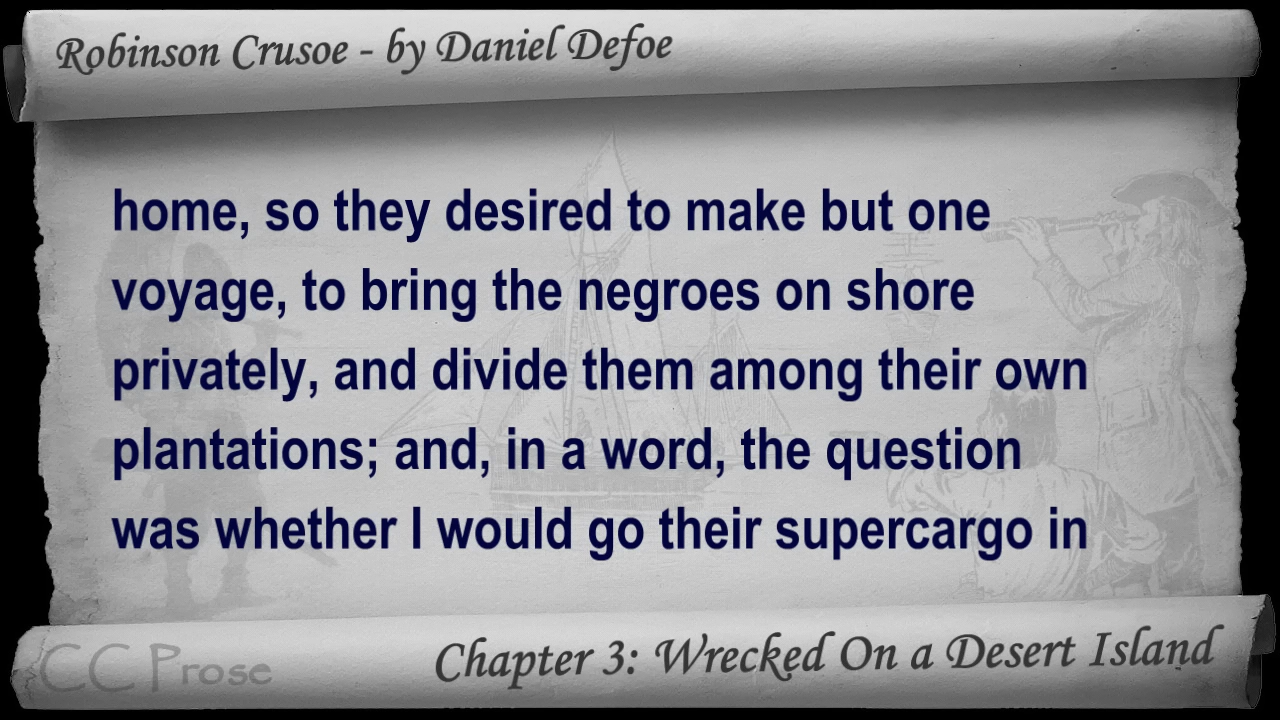 Robinson Crusoe - by Daniel Defoe
home, so they desired to make but one
voyage, to bring the negroes on shore
privately, and divide them among their own
plantations; and, in a word, the question
was whether I would go their supercargo in
CC Prose
Chapter 3: Wrecked On a Desert Island